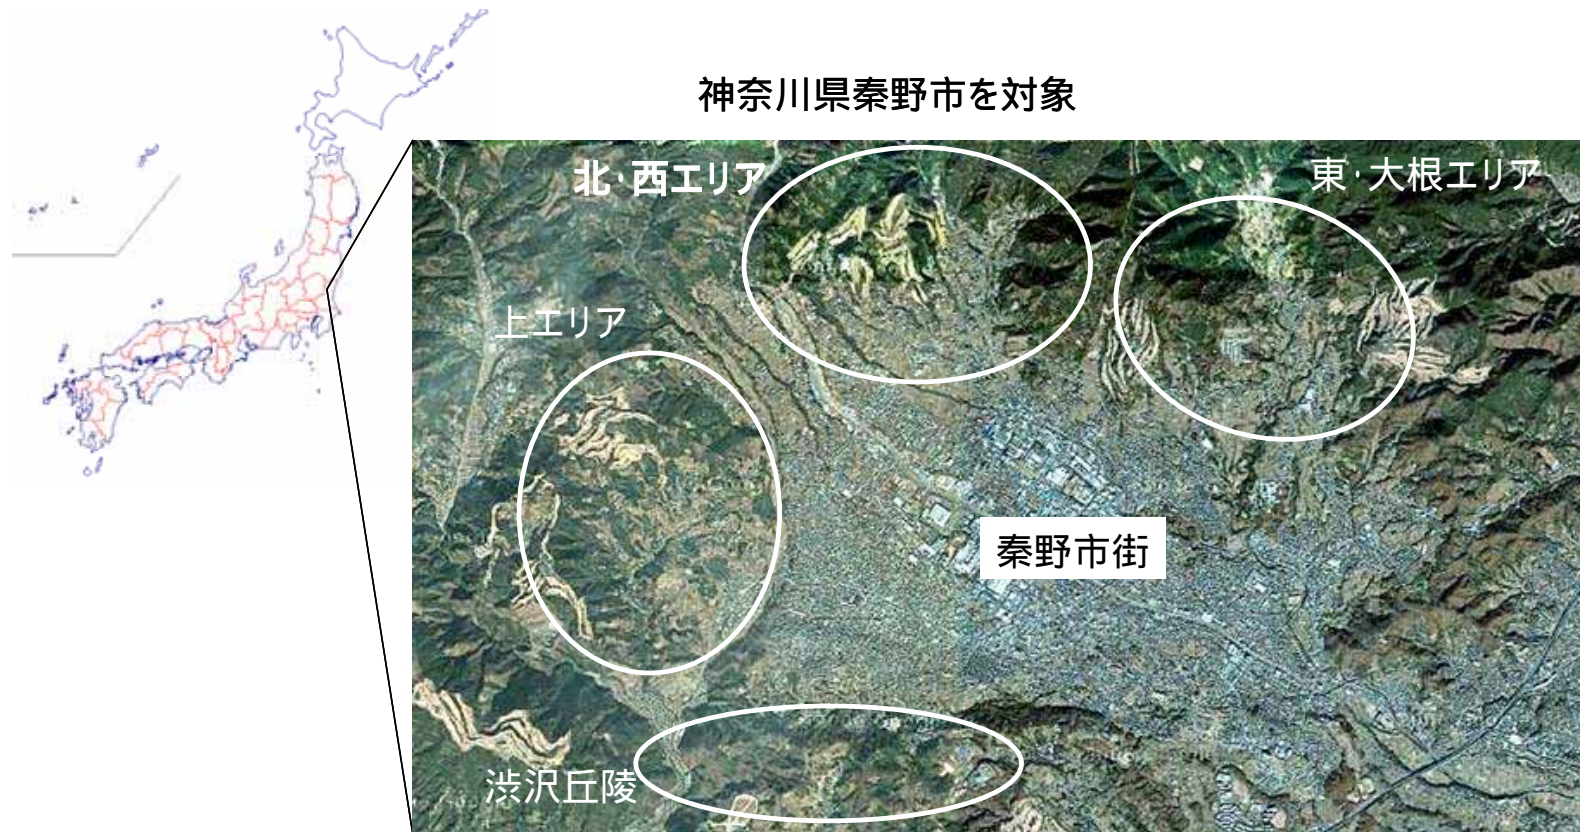 神奈川県秦野市を対象
北・西エリア
東・大根エリア
上エリア
秦野市街
渋沢丘陵